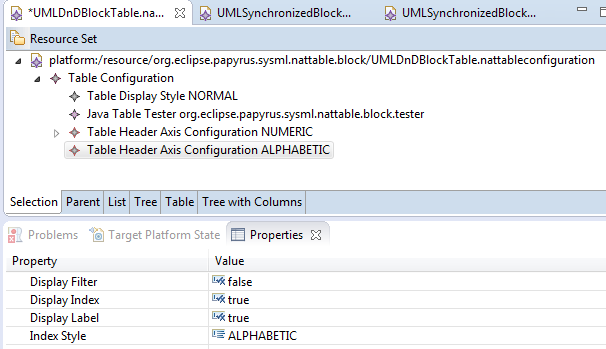 *UMLDnDBlockTable.na... UMLSynchronizedBlock... UMLSynchronizedBlock...
Resource Set
platform:/resource/org.eclipse.papyrus.sysml.nattable.block/UMLDnDBlockTable.nattableconfiguration
Table Configuration
Table Display Style NORMAL
Java Table Tester org.eclipse.papyrus.sysml.nattable.block.tester
Table Header Axis Configuration NUMERIC
Table Header Axis Configuration ALPHABETIC
Selection Parent List Tree Table Tree with Columns
Problems Target Platform State Properties
Property Value
Display Filter false
Display Index true
Display Label true
Index Style ALPHABETIC